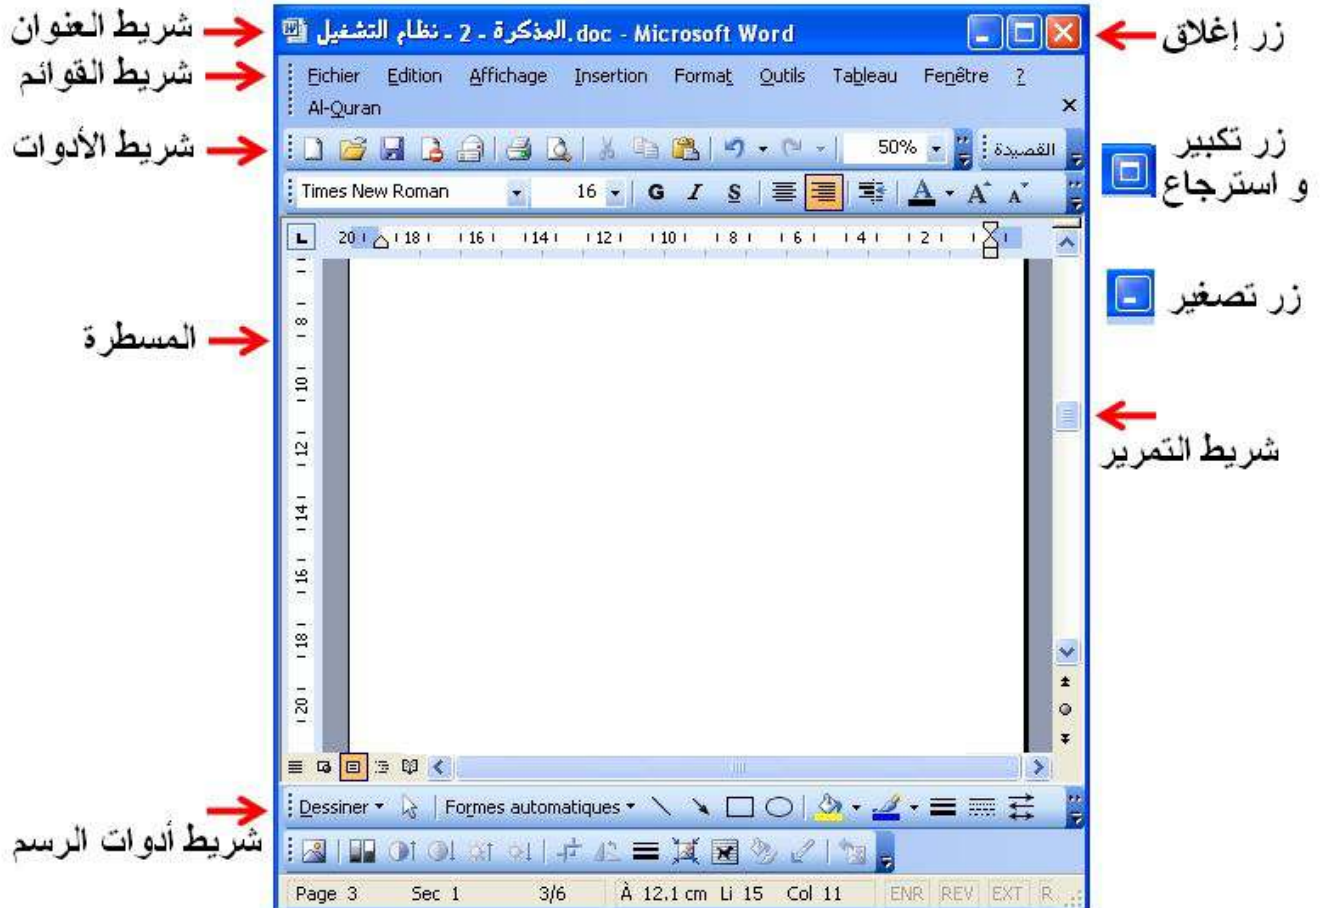 شريط العنوان
المذكرة - 2 - نظام التشغيل.doc - Microsoft Word
زر إغلاق
شريط القوائم
Fichier Edition Affichage Insertion Format Outils Tableau Fenêtre ?
Al-Quran
شريط الأدوات
50% القصيدة
زر تكبير
و استرجاع
Times New Roman 16 G I S A A A
L 20 18 16 14 12 10 8 6 4 2
زر تصغير
المسطرة
8
10
12
14
16
18
20
شريط التمرير
Dessiner Formes automatiques
شريط أدوات الرسم
Page 3 Sec 1 3/6 À 12.1 cm Li 15 Col 11 ENR REV EXT R